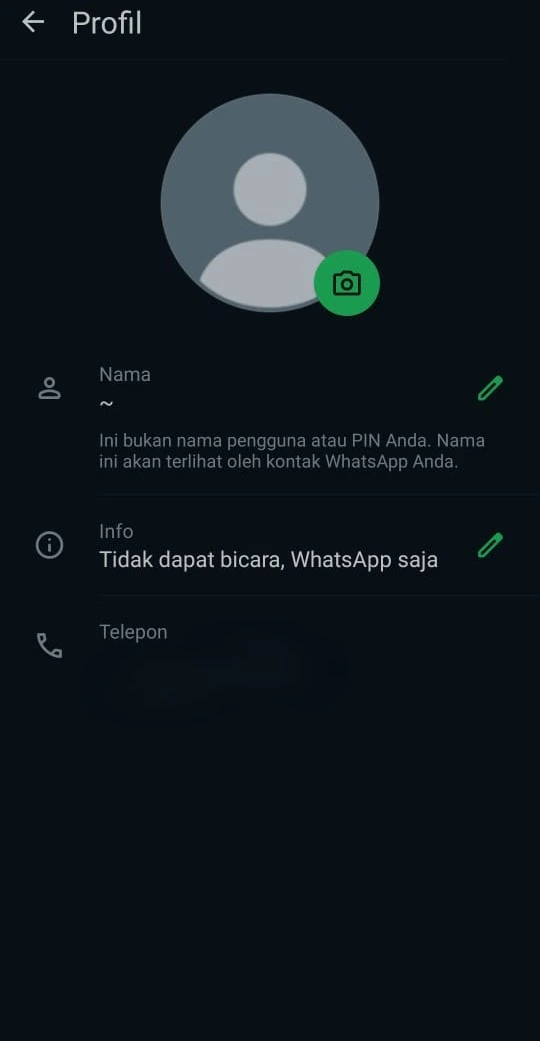 Profil
Nama
~
Ini bukan nama pengguna atau PIN Anda. Nama
ini akan terlihat oleh kontak WhatsApp Anda.
Info
Tidak dapat bicara, WhatsApp saja
Telepon